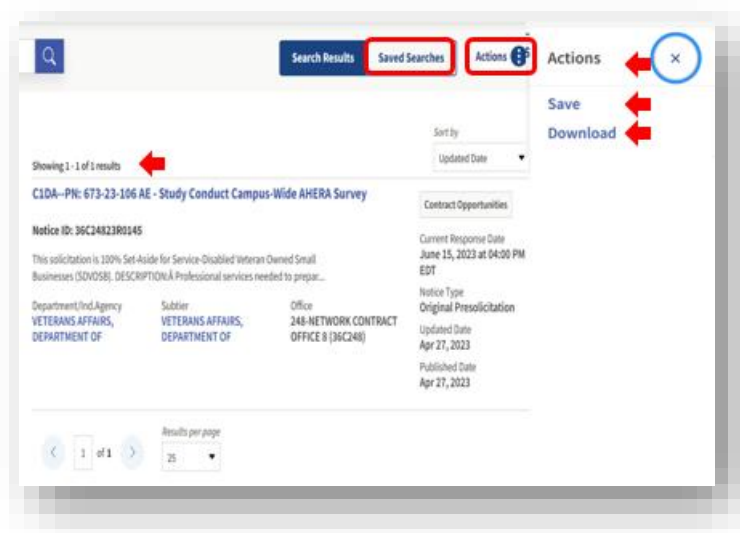 Search Results Saved Searches Actions
Actions
Save
Download
Sort by
Updated Date
Showing 1 - 1 of 1 results
C1DA--PN: 673-23-106 AE - Study Conduct Campus-Wide AHERA Survey
Contract Opportunities
Notice ID: 36C24823R0145
Current Response Date
June 15, 2023 at 04:00 PM
EDT
This solicitation is 100% Set-Aside for Service-Disabled Veteran Owned Small
Businesses (SDVOSB). DESCRIPTION:Â Professional services needed to prepar...
Notice Type
Original Presolicitation
Department/Ind.Agency Subtier Office
VETERANS AFFAIRS, VETERANS AFFAIRS, 248-NETWORK CONTRACT
DEPARTMENT OF DEPARTMENT OF OFFICE 8 (36C248)
Updated Date
Apr 27, 2023
Published Date
Apr 27, 2023
Results per page
1 of 1 25